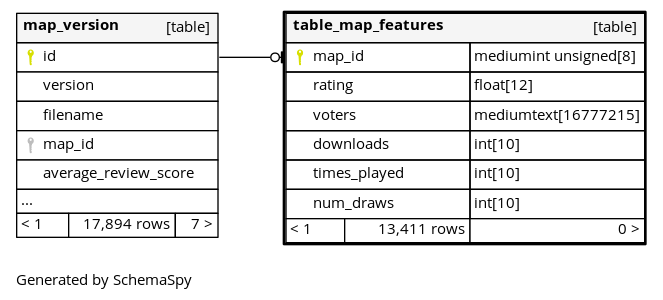 map_version [table]
id
version
filename
map_id
average_review_score
...
< 1 17,894 rows 7 >
table_map_features [table]
map_id mediumint unsigned[8]
rating float[12]
voters mediumtext[16777215]
downloads int[10]
times_played int[10]
num_draws int[10]
< 1 13,411 rows 0 >
Generated by SchemaSpy